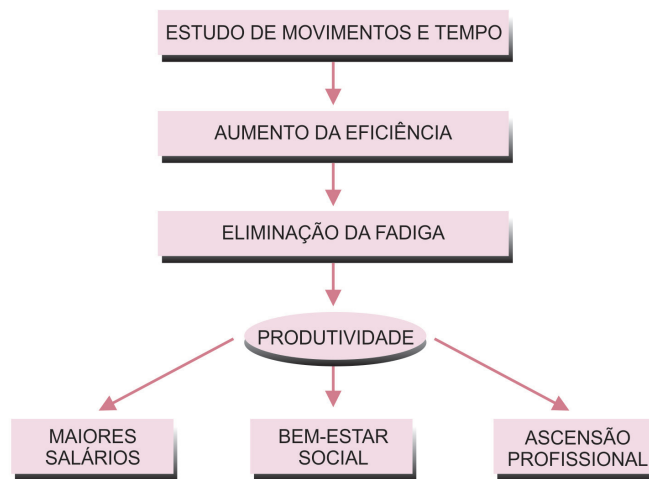 ESTUDO DE MOVIMENTOS E TEMPO
AUMENTO DA EFICIÊNCIA
ELIMINAÇÃO DA FADIGA
PRODUTIVIDADE
MAIORES
SALÁRIOS
BEM-ESTAR
SOCIAL
ASCENSÃO
PROFISSIONAL